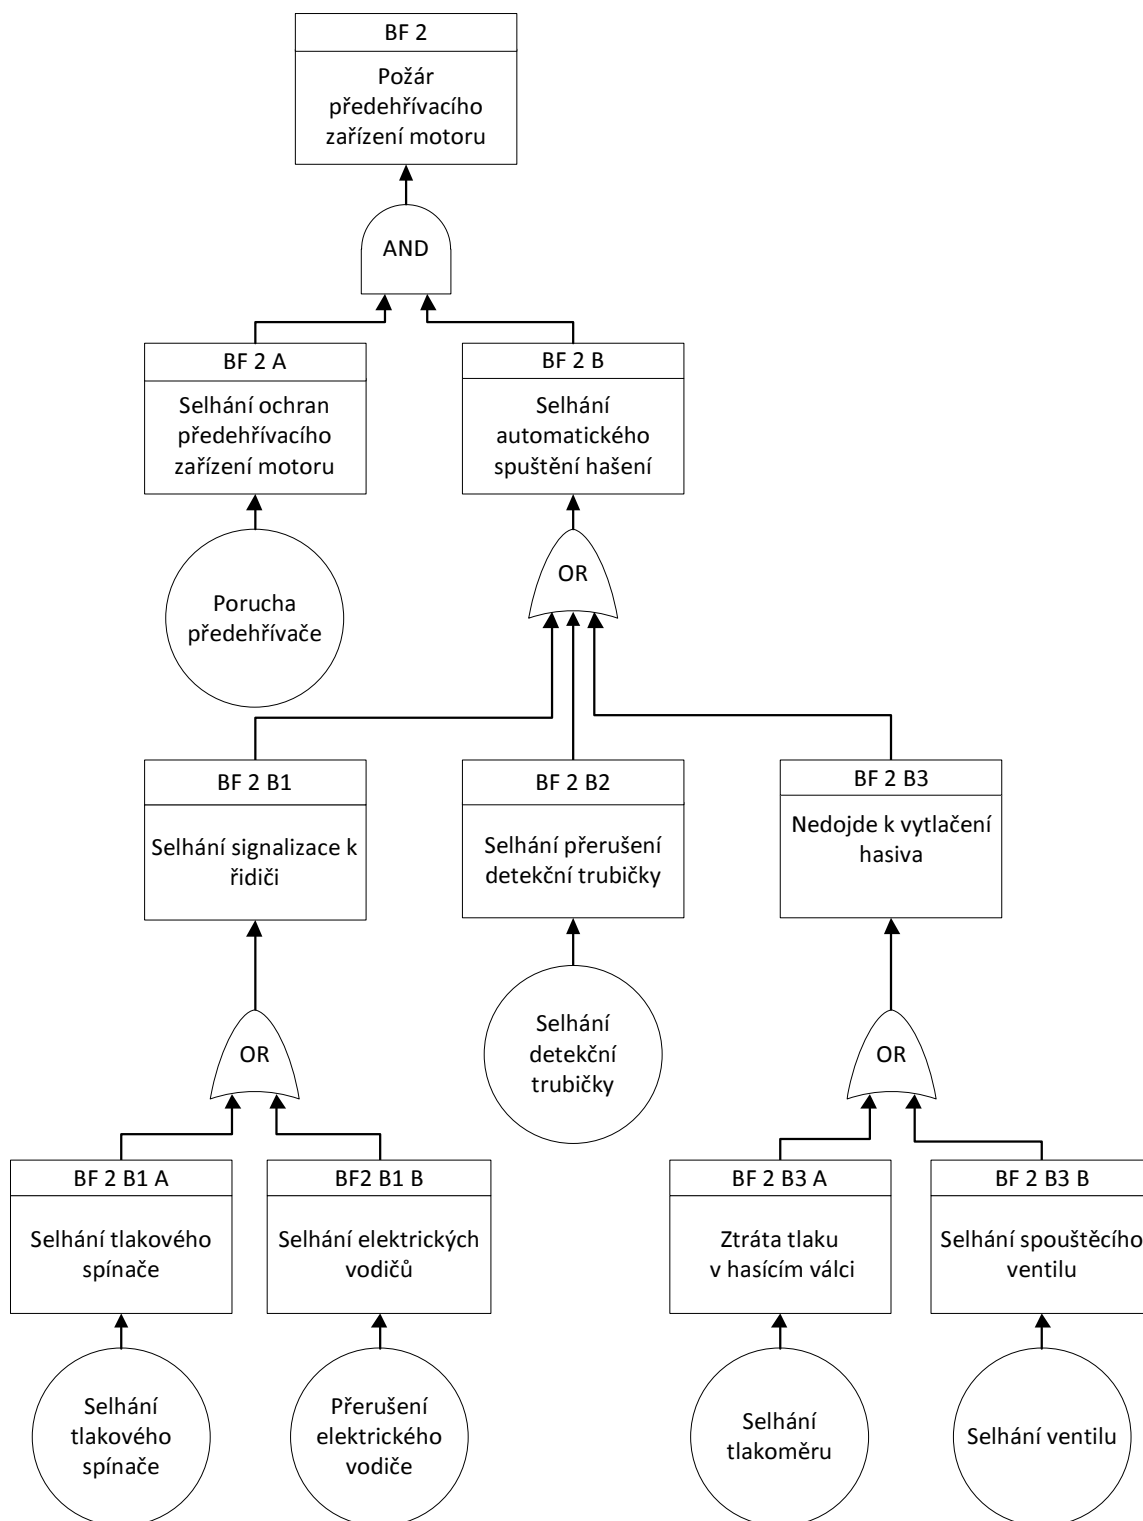 BF 2
Požár
předehřívacího
zařízení motoru
AND
BF 2 A
Selhání ochran
předehřívacího
zařízení motoru
BF 2 B
Selhání
automatického
spuštění hašení
Porucha
předehřívače
OR
BF 2 B1
Selhání signalizace k
řidiči
BF 2 B2
Selhání přerušení
detekční trubičky
BF 2 B3
Nedojde k vytlačení
hasiva
OR
Selhání
detekční
trubičky
OR
BF 2 B1 A
Selhání tlakového
spínače
BF2 B1 B
Selhání elektrických
vodičů
BF 2 B3 A
Ztráta tlaku
v hasícím válci
BF 2 B3 B
Selhání spouštěcího
ventilu
Selhání
tlakového
spínače
Přerušení
elektrického
vodiče
Selhání
tlakoměru
Selhání ventilu